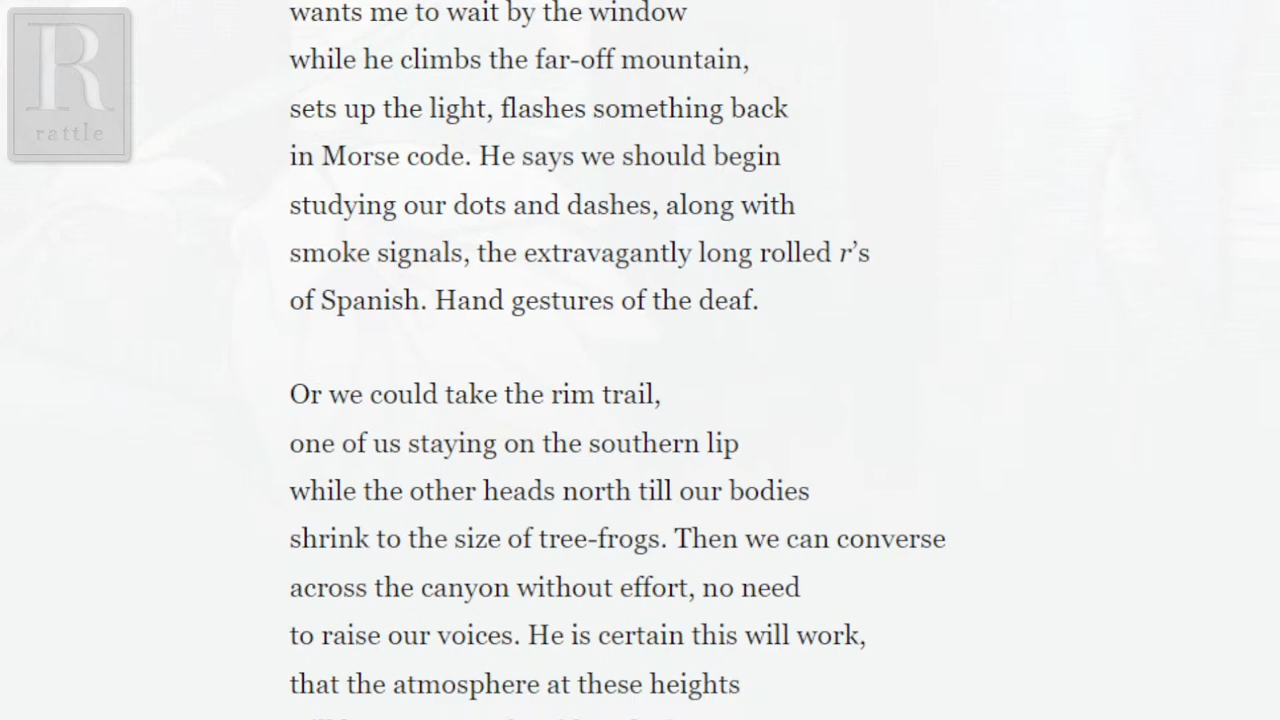 R
rattle
wants me to wait by the window
while he climbs the far-off mountain,
sets up the light, flashes something back
in Morse code. He says we should begin
studying our dots and dashes, along with
smoke signals, the extravagantly long rolled r’s
of Spanish. Hand gestures of the deaf.
Or we could take the rim trail,
one of us staying on the southern lip
while the other heads north till our bodies
shrink to the size of tree-frogs. Then we can converse
across the canyon without effort, no need
to raise our voices. He is certain this will work,
that the atmosphere at these heights